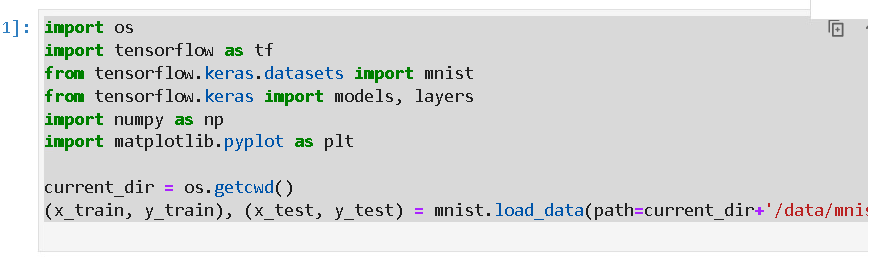 1]:
import os
import tensorflow as tf
from tensorflow.keras.datasets import mnist
from tensorflow.keras import models, layers
import numpy as np
import matplotlib.pyplot as plt
current_dir = os.getcwd()
(x_train, y_train), (x_test, y_test) = mnist.load_data(path=current_dir+'/data/mnis